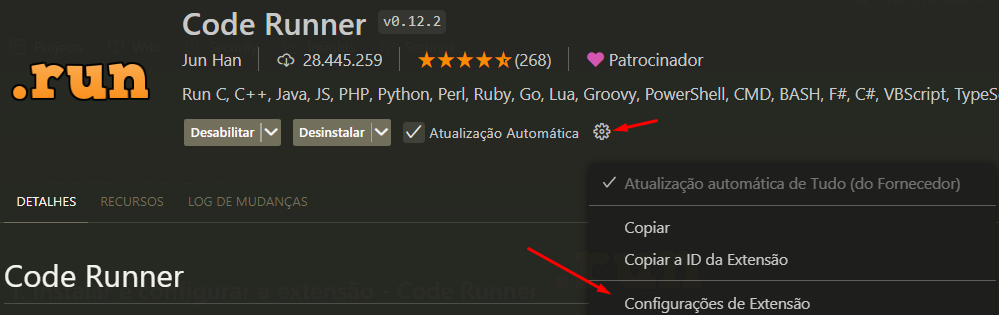 Code Runner v0.12.2
Jun Han 28.445.259 (268) Patrocinador
.run
Run C, C++, Java, JS, PHP, Python, Perl, Ruby, Go, Lua, Groovy, PowerShell, CMD, BASH, F#, C#, VBScript, TypeSc
Desabilitar Desinstalar Atualização Automática
Atualização automática de Tudo (do Fornecedor)
DETALHES RECURSOS LOG DE MUDANÇAS
Copiar
Copiar a ID da Extensão
Code Runner
Configurações de Extensão